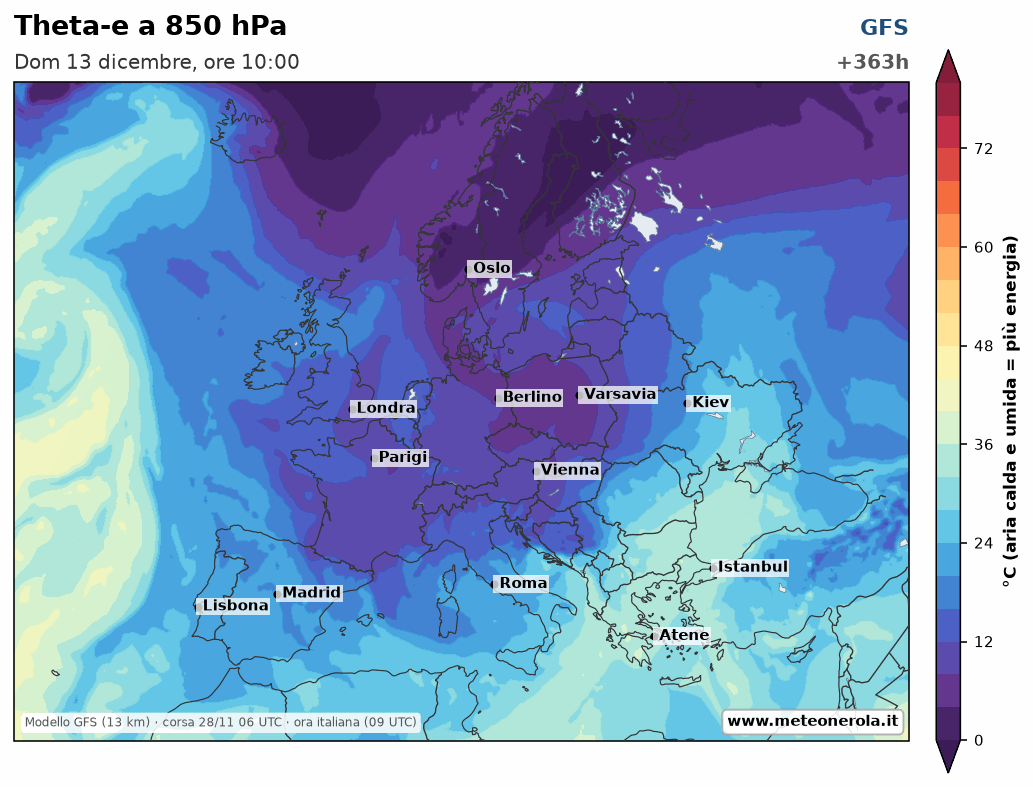 Theta-e a 850 hPa
GFS
Dom 13 dicembre, ore 10:00
+363h
Oslo
Berlino
Varsavia
Londra
Kiev
Parigi
Vienna
Istanbul
Roma
Madrid
Lisbona
Atene
Modello GFS (13 km) · corsa 28/11 06 UTC · ora italiana (09 UTC)
www.meteonerola.it
72
60
48
36
24
12
0
°C (aria calda e umida = più energia)